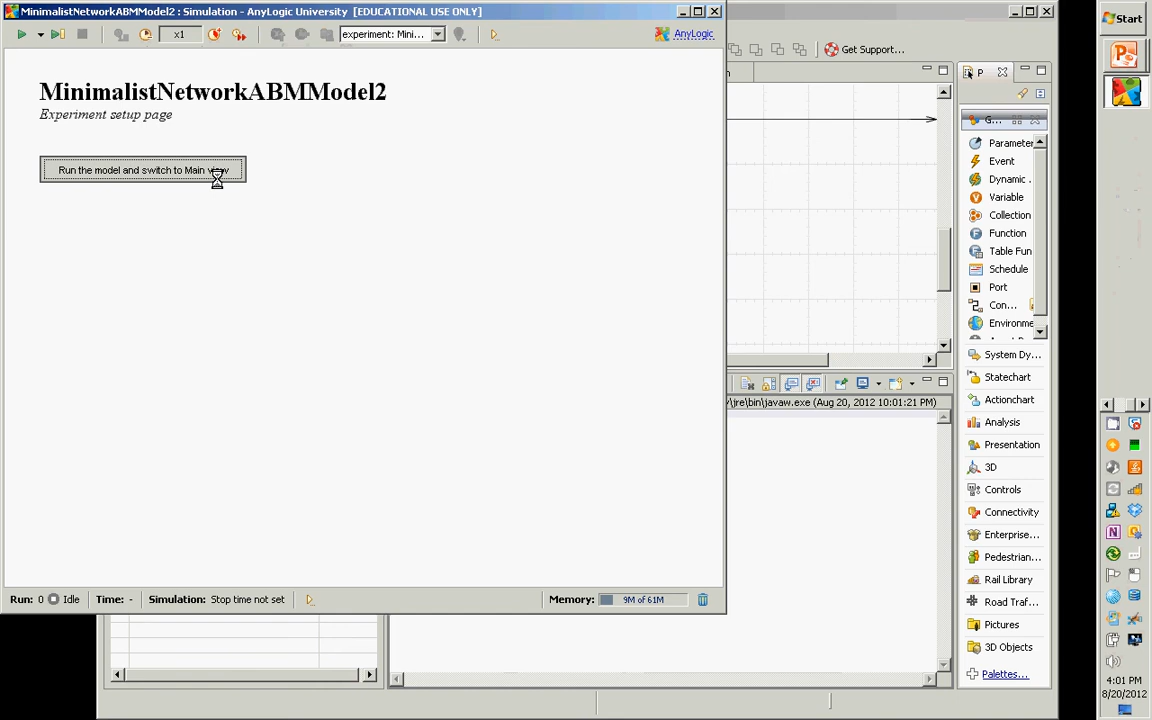 MinimalistNetworkABMModel2 : Simulation - AnyLogic University [EDUCATIONAL USE ONLY]
x1
experiment: Mini...
AnyLogic
Get Support...
Start
MinimalistNetworkABMModel2
Experiment setup page
Run the model and switch to Main view
P
G...
Parameter
Event
Dynamic .
Variable
Collection
Function
Table Fun
Schedule
Port
Con...
Environme
System Dy...
Statechart
Actionchart
Analysis
Presentation
3D
Controls
Connectivity
Enterprise...
Pedestrian...
Rail Library
Road Traf...
Pictures
3D Objects
Palettes...
y\jre\bin\javaw.exe (Aug 20, 2012 10:01:21 PM)
Run: 0 Idle Time: - Simulation: Stop time not set
Memory: 9M of 61M
4:01 PM
8/20/2012